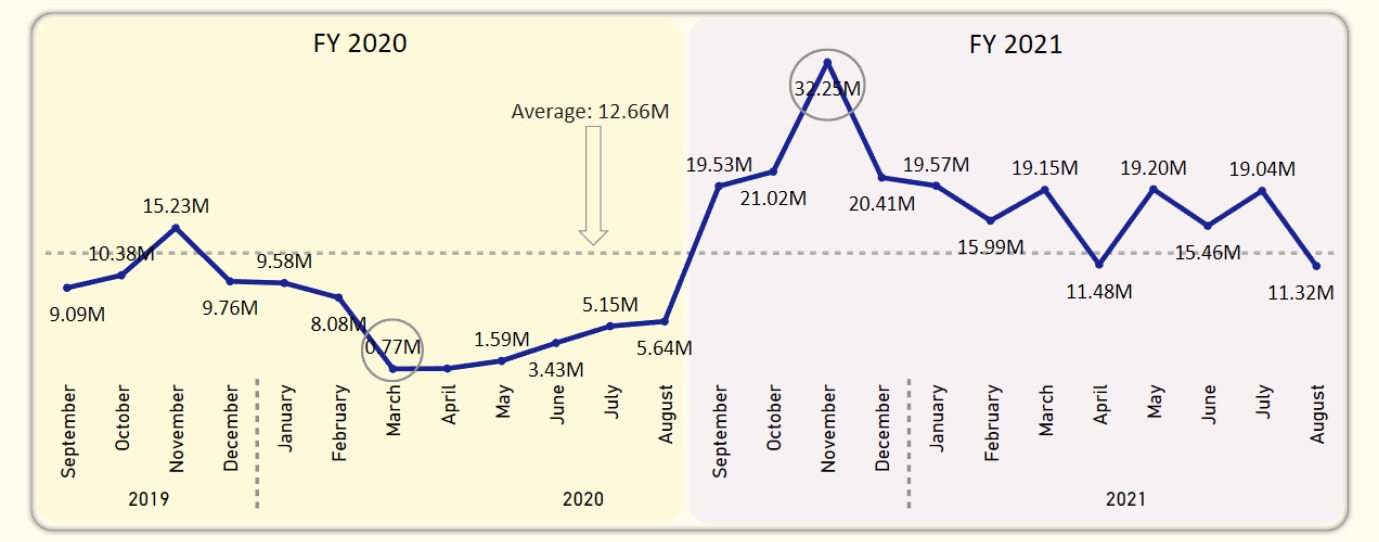 FY 2020
FY 2021
Average: 12.66M
9.09M
10.38M
15.23M
9.76M
9.58M
8.08M
0.77M
1.59M
3.43M
5.15M
5.64M
19.53M
21.02M
32.25M
20.41M
19.57M
15.99M
19.15M
11.48M
19.20M
15.46M
19.04M
11.32M
September
October
November
December
January
February
March
April
May
June
July
August
September
October
November
December
January
February
March
April
May
June
July
August
2019
2020
2021